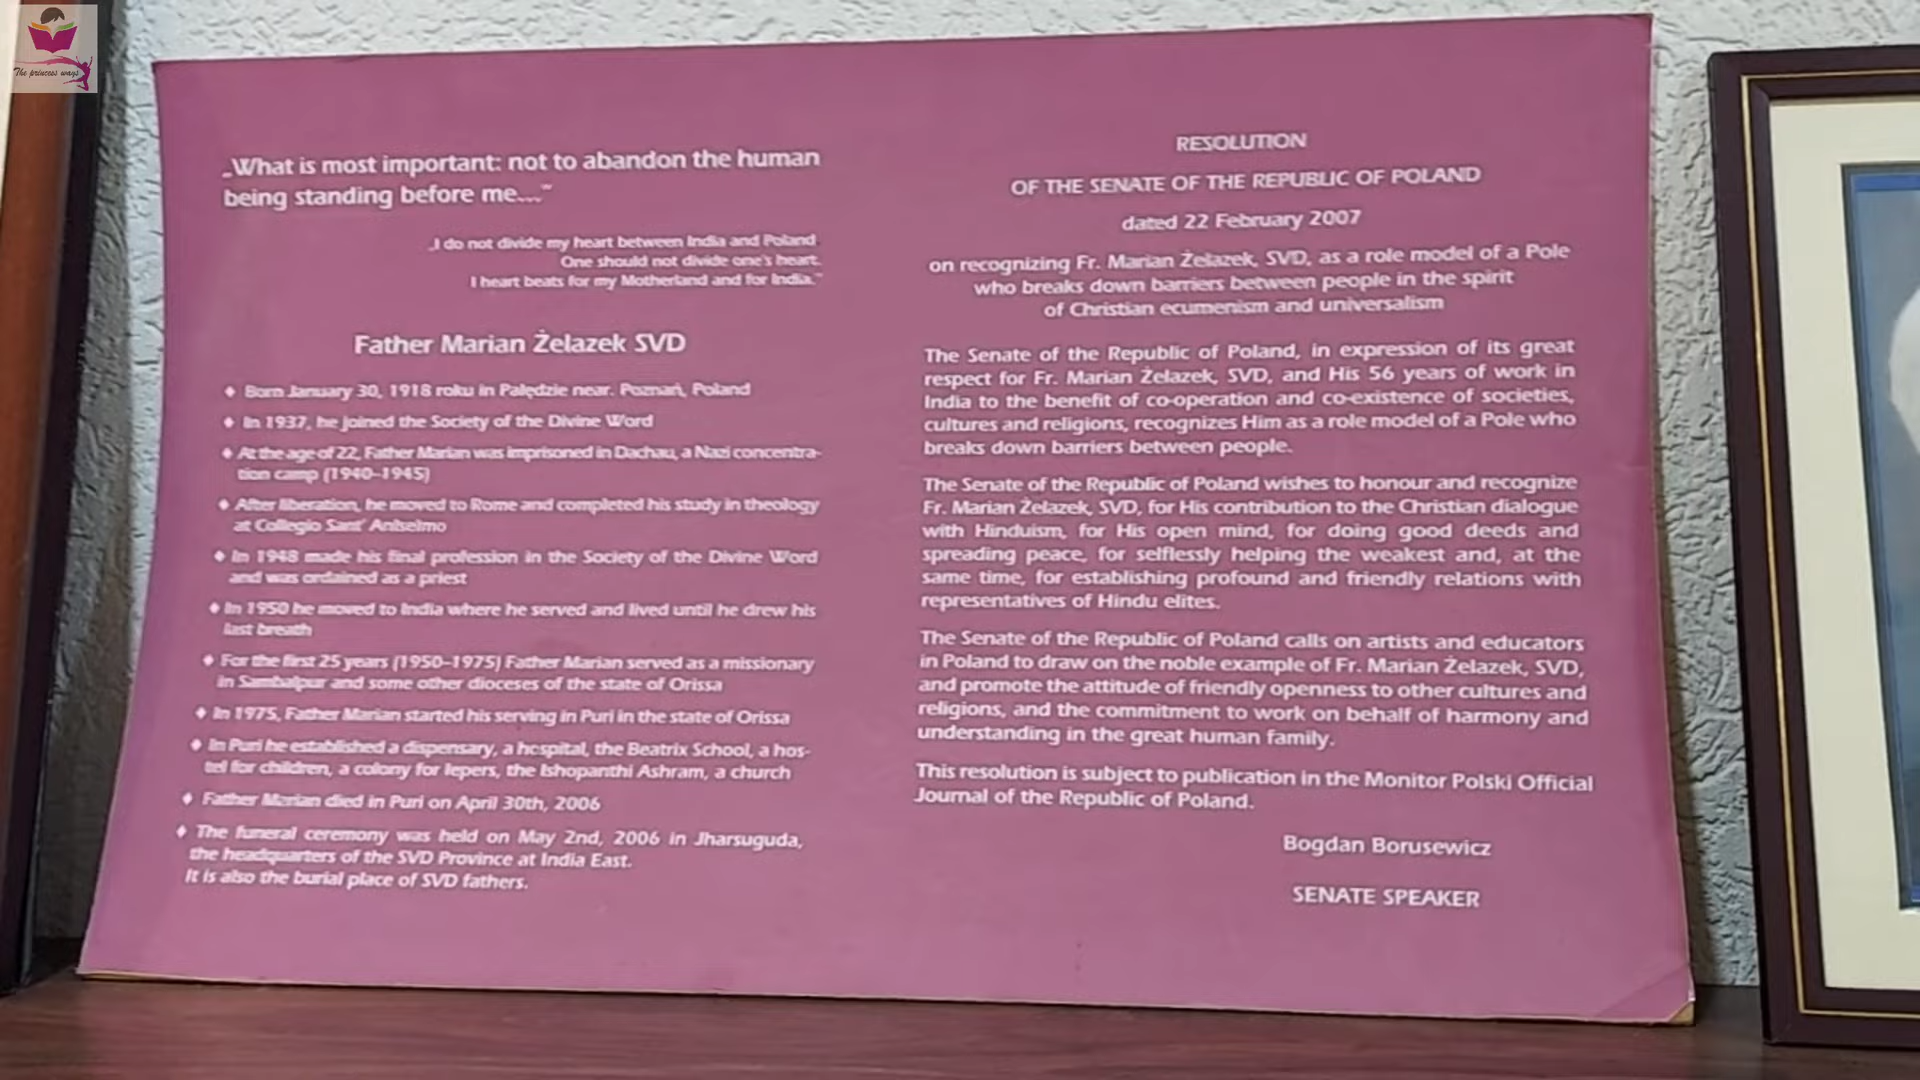 The princess ways
„What is most important: not to abandon the human
being standing before me...”
„I do not divide my heart between India and Poland.
One should not divide one's heart.
I heart beats for my Motherland and for India.”
Father Marian Żelazek SVD
♦ Born January 30, 1918 roku in Palędzie near. Poznań, Poland
♦ In 1937, he joined the Society of the Divine Word
♦ At the age of 22, Father Marian was imprisoned in Dachau, a Nazi concentra-
tion camp (1940–1945)
♦ After liberation, he moved to Rome and completed his study in theology
at Collegio Sant' Anlselmo
♦ In 1948 made his final profession in the Society of the Divine Word
and was ordained as a priest
♦ In 1950 he moved to India where he served and lived until he drew his
last breath
♦ For the first 25 years (1950–1975) Father Marian served as a missionary
in Sambalpur and some other dioceses of the state of Orissa
♦ In 1975, Father Marian started his serving in Puri in the state of Orissa
♦ In Puri he established a dispensary, a hospital, the Beatrix School, a hos-
tel for children, a colony for lepers, the Ishopanthi Ashram, a church
♦ Father Marian died in Puri on April 30th, 2006
♦ The funeral ceremony was held on May 2nd, 2006 in Jharsuguda,
the headquarters of the SVD Province at India East.
It is also the burial place of SVD fathers.
RESOLUTION
OF THE SENATE OF THE REPUBLIC OF POLAND
dated 22 February 2007
on recognizing Fr. Marian Żelazek, SVD, as a role model of a Pole
who breaks down barriers between people in the spirit
of Christian ecumenism and universalism
The Senate of the Republic of Poland, in expression of its great
respect for Fr. Marian Żelazek, SVD, and His 56 years of work in
India to the benefit of co-operation and co-existence of societies,
cultures and religions, recognizes Him as a role model of a Pole who
breaks down barriers between people.
The Senate of the Republic of Poland wishes to honour and recognize
Fr. Marian Żelazek, SVD, for His contribution to the Christian dialogue
with Hinduism, for His open mind, for doing good deeds and
spreading peace, for selflessly helping the weakest and, at the
same time, for establishing profound and friendly relations with
representatives of Hindu elites.
The Senate of the Republic of Poland calls on artists and educators
in Poland to draw on the noble example of Fr. Marian Żelazek, SVD,
and promote the attitude of friendly openness to other cultures and
religions, and the commitment to work on behalf of harmony and
understanding in the great human family.
This resolution is subject to publication in the Monitor Polski Official
Journal of the Republic of Poland.
Bogdan Borusewicz
SENATE SPEAKER